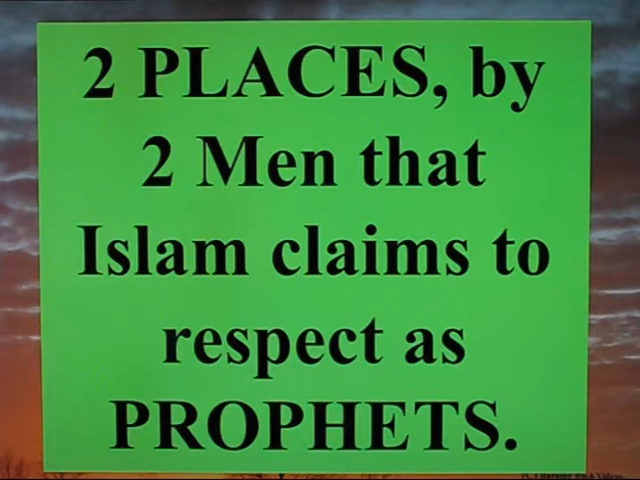 2 PLACES, by
2 Men that
Islam claims to
respect as
PROPHETS.